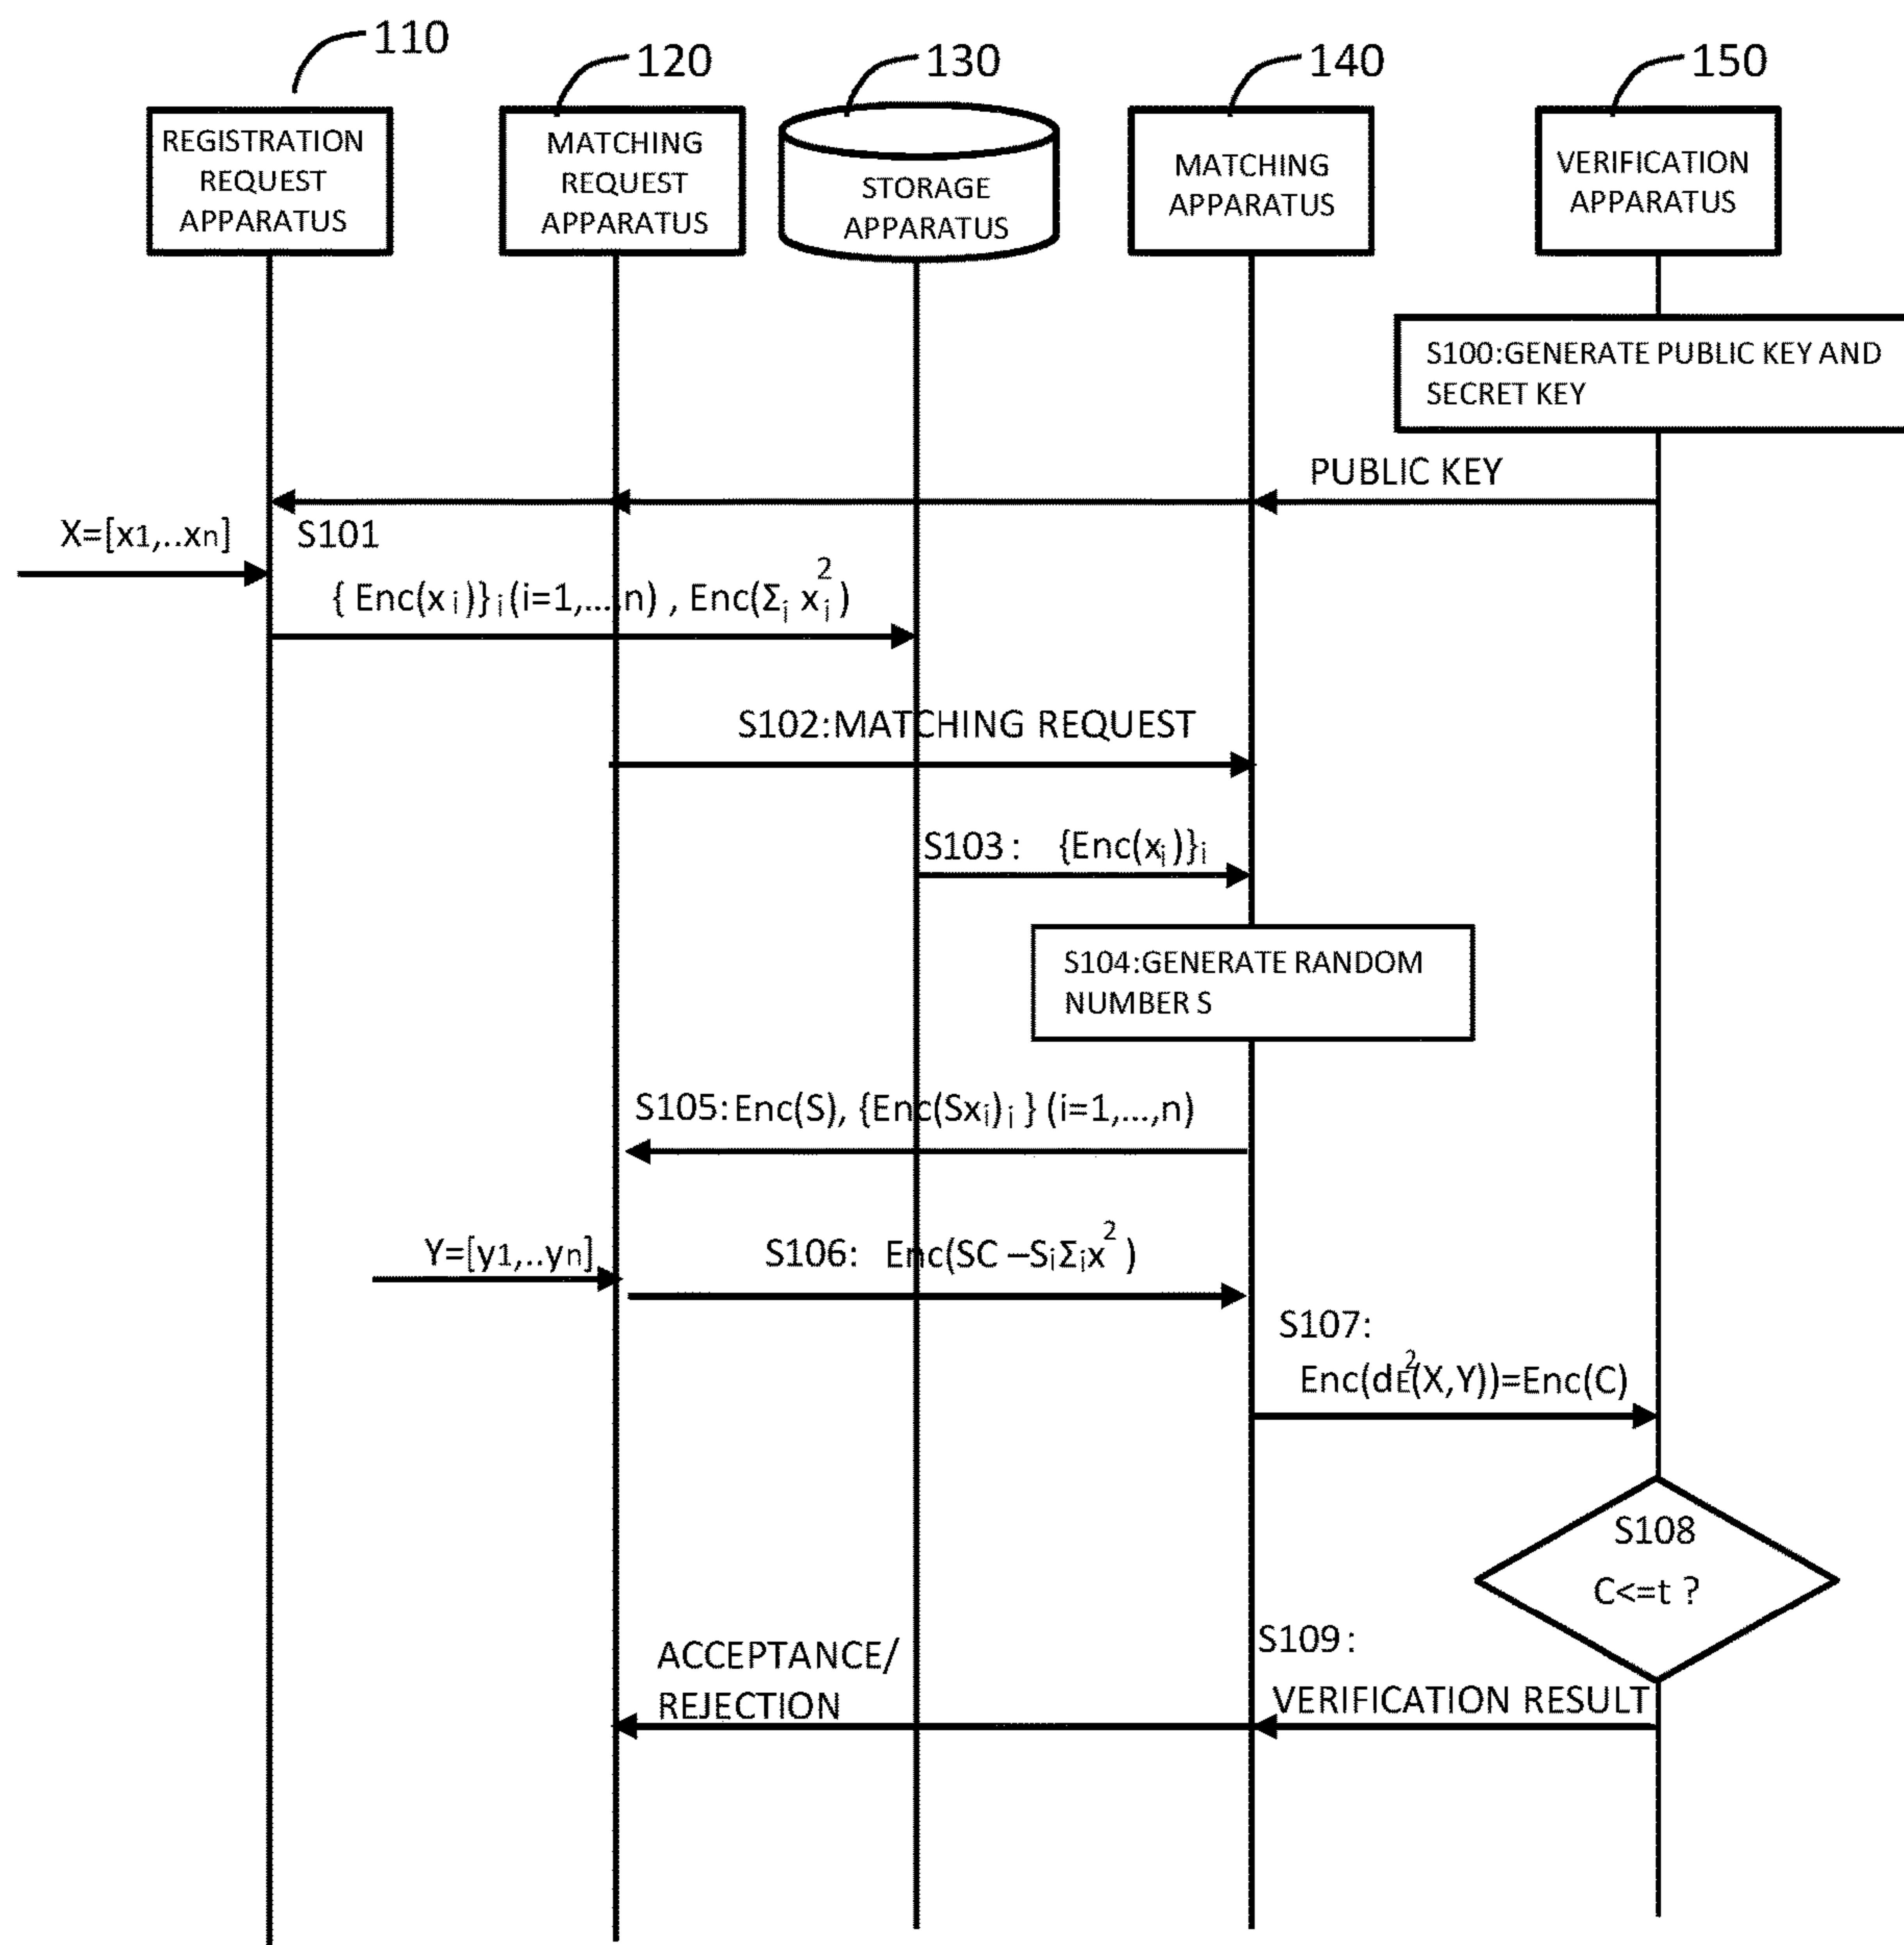 110
120
130
140
150
REGISTRATION
REQUEST
APPARATUS
MATCHING
REQUEST
APPARATUS
STORAGE
APPARATUS
MATCHING
APPARATUS
VERIFICATION
APPARATUS
S100:GENERATE PUBLIC KEY AND
SECRET KEY
PUBLIC KEY
X=[x1,..xn]
S101
{ Enc(x i)} i (i=1,...,n) , Enc(Σi xi²)
S102:MATCHING REQUEST
S103 : {Enc(xi)}i
S104:GENERATE RANDOM
NUMBER S
S105: Enc(S), {Enc(Sxi)i } (i=1,...,n)
Y=[y1,..yn]
S106: Enc(SC –SiΣix²)
S107:
Enc(dE²(X,Y))=Enc(C)
S108
C<=t ?
S109 :
ACCEPTANCE/
REJECTION
VERIFICATION RESULT